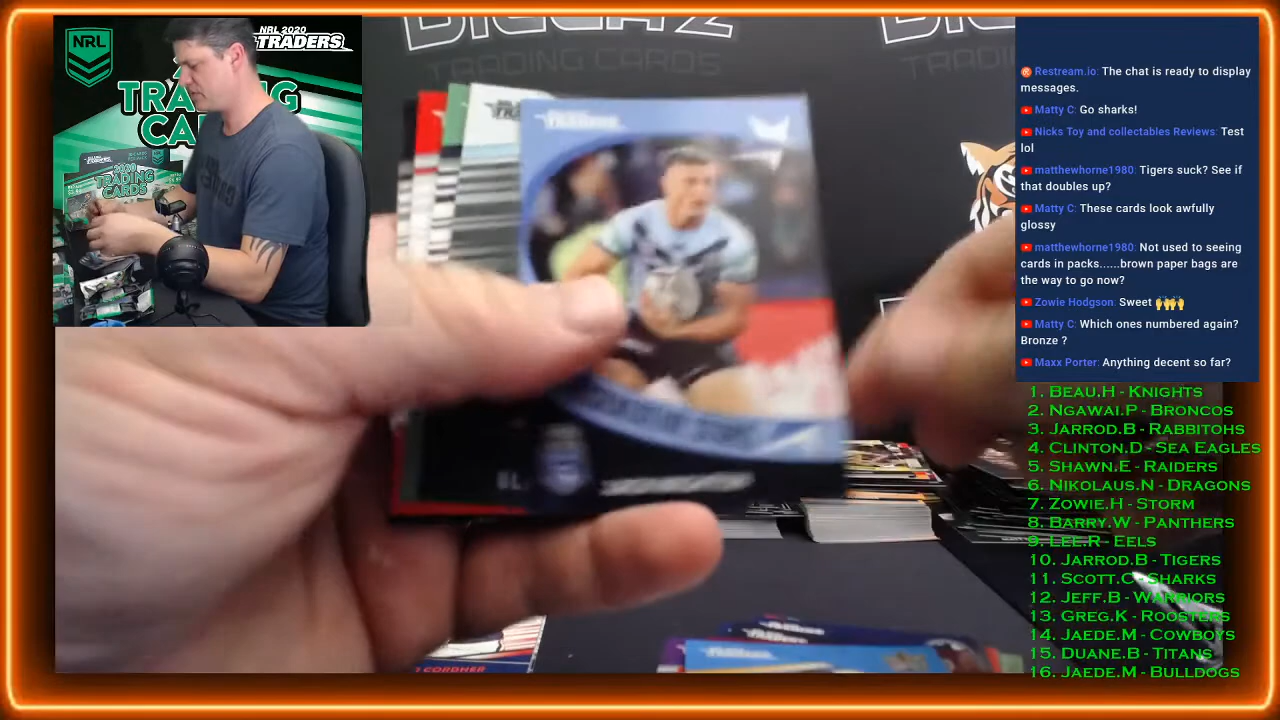 NRL
NRL 2020
TRADERS
2020
TRADING
CARDS
TRADING CARDS
TRADERS
CORDNER
Restream.io: The chat is ready to display
messages.
Matty C: Go sharks!
Nicks Toy and collectables Reviews: Test
lol
matthewhorne1980: Tigers suck? See if
that doubles up?
Matty C: These cards look awfully
glossy
matthewhorne1980: Not used to seeing
cards in packs......brown paper bags are
the way to go now?
Zowie Hodgson: Sweet 🙌🙌
Matty C: Which ones numbered again?
Bronze ?
Maxx Porter: Anything decent so far?
1. Beau.H - Knights
2. Ngawai.P - Broncos
3. Jarrod.B - Rabbitohs
4. Clinton.D - Sea Eagles
5. Shawn.E - Raiders
6. Nikolaus.N - Dragons
7. Zowie.H - Storm
8. Barry.W - Panthers
9. Lee.R - Eels
10. Jarrod.B - Tigers
11. Scott.C - Sharks
12. Jeff.B - Warriors
13. Greg.K - Roosters
14. Jaede.M - Cowboys
15. Duane.B - Titans
16. Jaede.M - Bulldogs